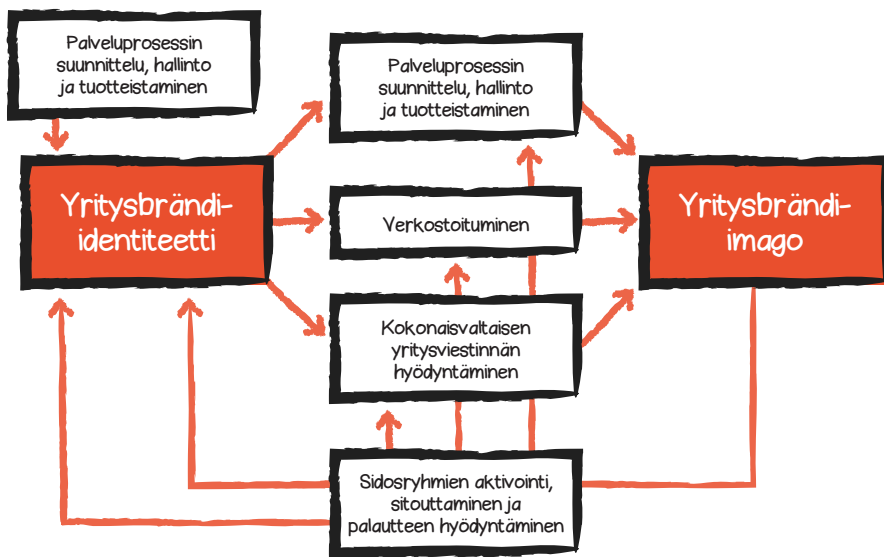 Palveluprosessin
suunnittelu, hallinto
ja tuotteistaminen
Palveluprosessin
suunnittelu, hallinto
ja tuotteistaminen
Yritysbrändi-
identiteetti
Verkostoituminen
Yritysbrändi-
imago
Kokonaisvaltaisen
yritysviestinnän
hyödyntäminen
Sidosryhmien aktivointi,
sitouttaminen ja
palautteen hyödyntäminen